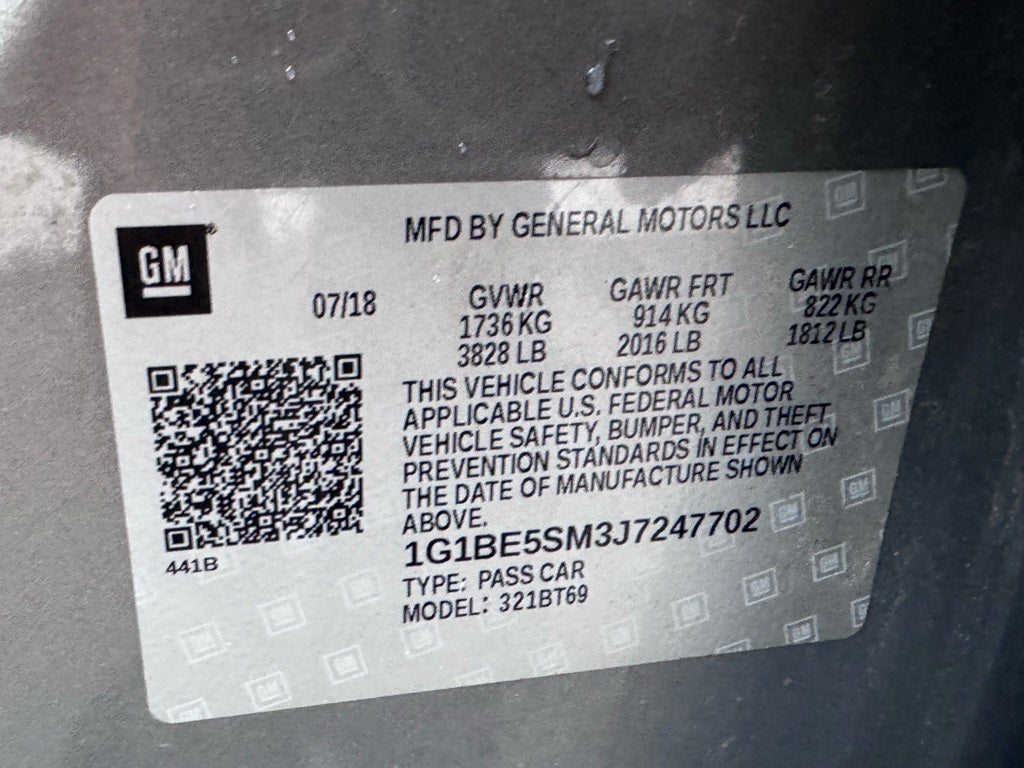 GM
MFD BY GENERAL MOTORS LLC
07/18
GVWR GAWR FRT GAWR RR
1736 KG 914 KG 822 KG
3828 LB 2016 LB 1812 LB
THIS VEHICLE CONFORMS TO ALL
APPLICABLE U.S. FEDERAL MOTOR
VEHICLE SAFETY, BUMPER, AND THEFT
PREVENTION STANDARDS IN EFFECT ON
THE DATE OF MANUFACTURE SHOWN
ABOVE.
1G1BE5SM3J7247702
441B
TYPE: PASS CAR
MODEL: 321BT69